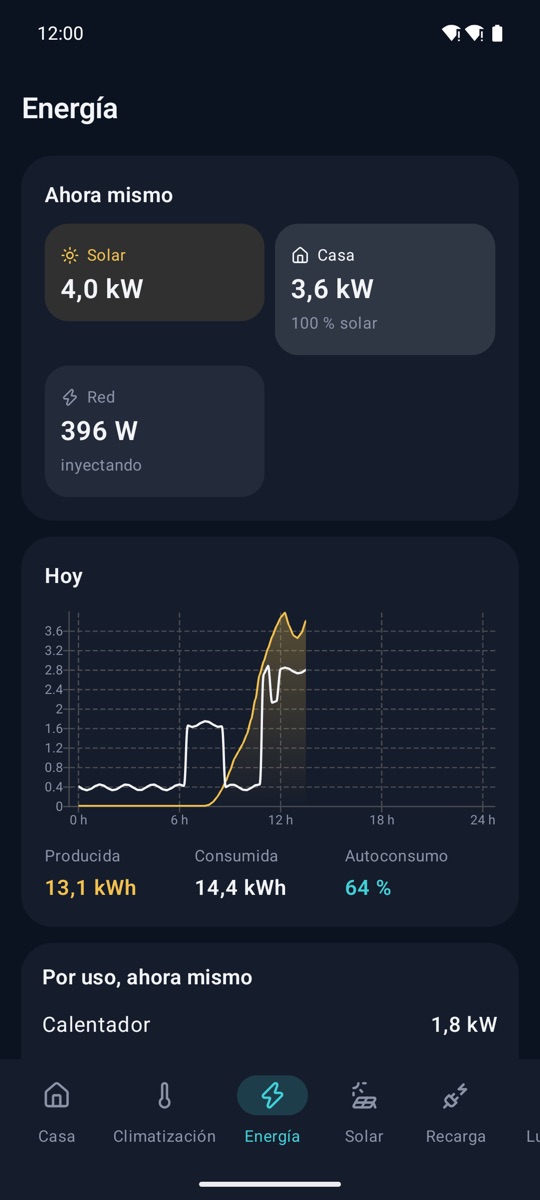 12:00
Energía
Ahora mismo
Solar
4,0 kW
Casa
3,6 kW
100 % solar
Red
396 W
inyectando
Hoy
3.6
3.2
2.8
2.4
2
1.6
1.2
0.8
0.4
0
0 h 6 h 12 h 18 h 24 h
Producida Consumida Autoconsumo
13,1 kWh 14,4 kWh 64 %
Por uso, ahora mismo
Calentador 1,8 kW
Casa Climatización Energía Solar Recarga